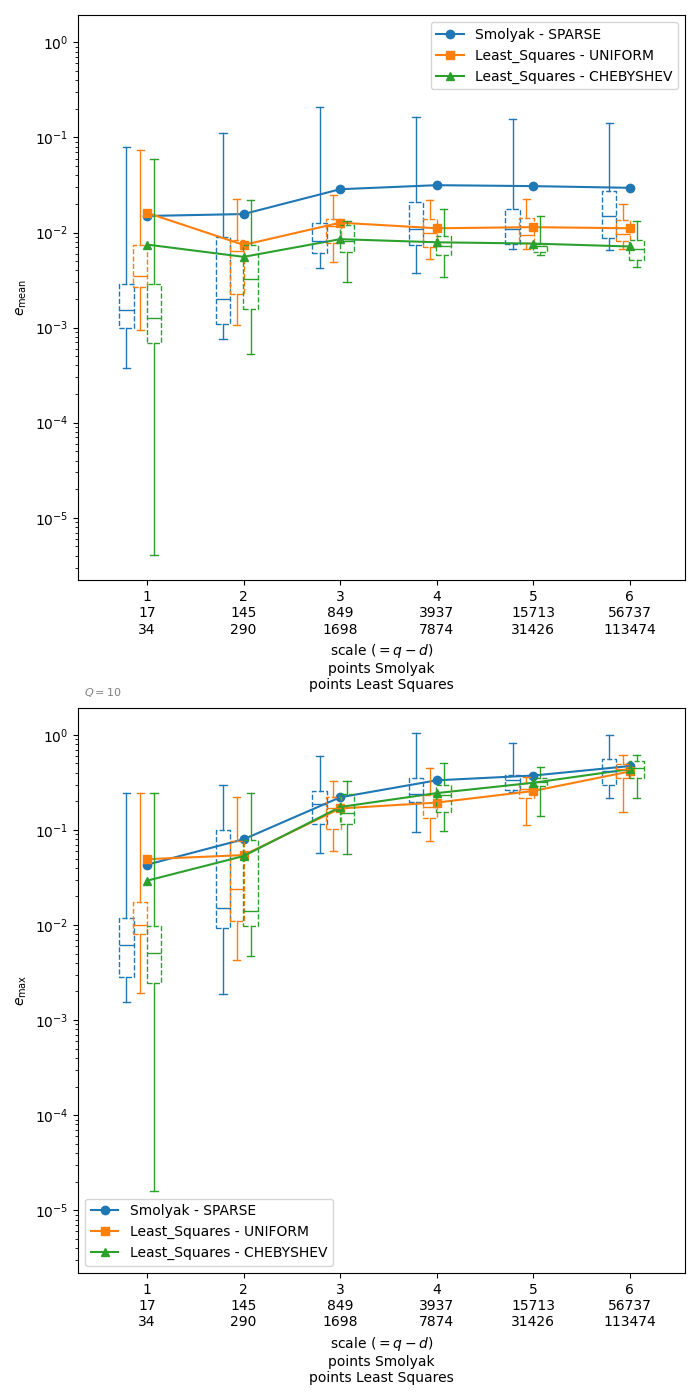 10^0
10^-1
10^-2
10^-3
10^-4
10^-5
e_mean
Smolyak - SPARSE
Least_Squares - UNIFORM
Least_Squares - CHEBYSHEV
1 2 3 4 5 6
17 145 849 3937 15713 56737
34 290 1698 7874 31426 113474
scale (= q − d)
points Smolyak
points Least Squares
Q = 10
10^0
10^-1
10^-2
10^-3
10^-4
10^-5
e_max
Smolyak - SPARSE
Least_Squares - UNIFORM
Least_Squares - CHEBYSHEV
1 2 3 4 5 6
17 145 849 3937 15713 56737
34 290 1698 7874 31426 113474
scale (= q − d)
points Smolyak
points Least Squares